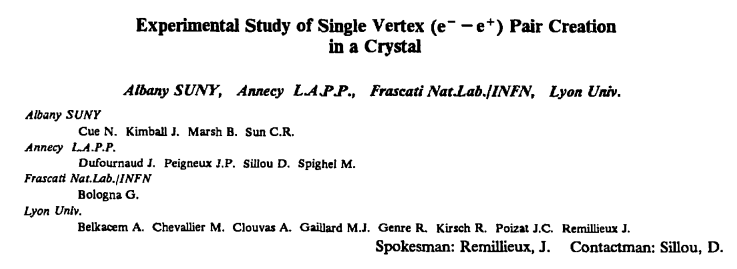 Experimental Study of Single Vertex (e⁻ − e⁺) Pair Creation
in a Crystal
Albany SUNY, Annecy L.A.P.P., Frascati Nat.Lab./INFN, Lyon Univ.
Albany SUNY
Cue N. Kimball J. Marsh B. Sun C.R.
Annecy L.A.P.P.
Dufournaud J. Peigneux J.P. Sillou D. Spighel M.
Frascati Nat.Lab./INFN
Bologna G.
Lyon Univ.
Belkacem A. Chevallier M. Clouvas A. Gaillard M.J. Genre R. Kirsch R. Poizat J.C. Remillieux J.
Spokesman: Remillieux, J. Contactman: Sillou, D.